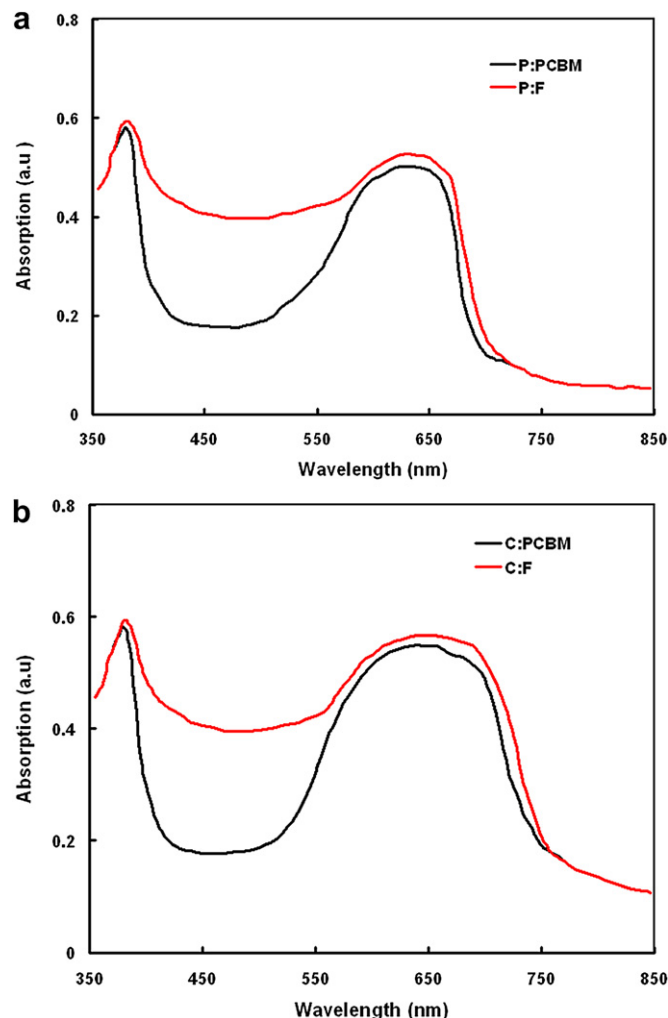 a
0.8
P:PCBM
P:F
0.6
Absorption (a.u)
0.4
0.2
0
350 450 550 650 750 850
Wavelength (nm)
b
0.8
C:PCBM
C:F
0.6
Absorption (a.u)
0.4
0.2
0
350 450 550 650 750 850
Wavelength (nm)